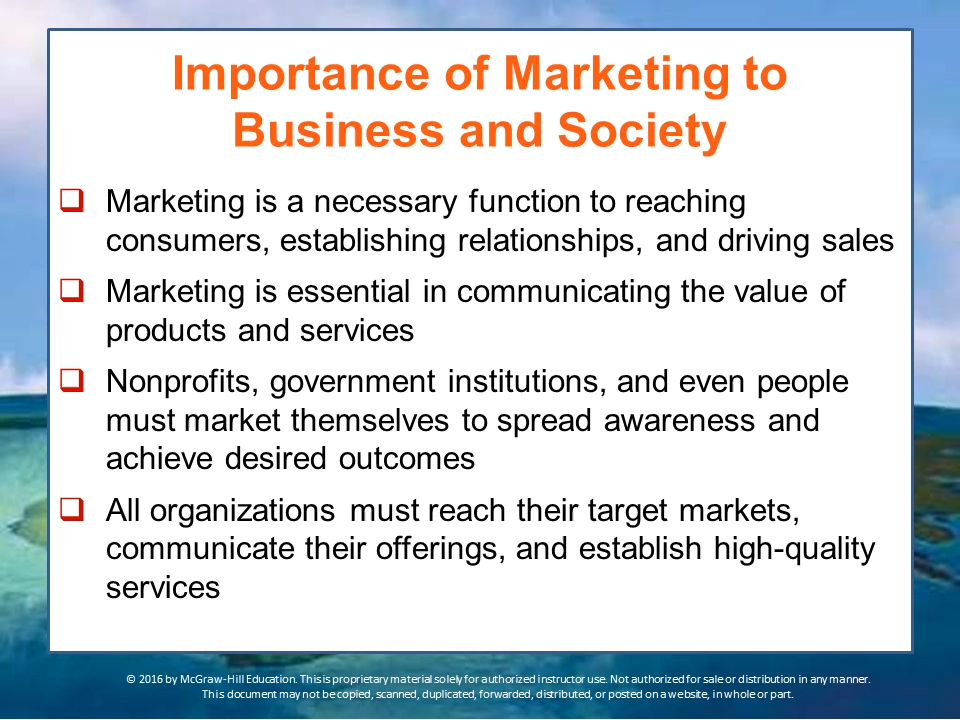 Importance of Marketing to
Business and Society
Marketing is a necessary function to reaching
consumers, establishing relationships, and driving sales
Marketing is essential in communicating the value of
products and services
Nonprofits, government institutions, and even people
must market themselves to spread awareness and
achieve desired outcomes
All organizations must reach their target markets,
communicate their offerings, and establish high-quality
services
© 2016 by McGraw-Hill Education. This is proprietary material solely for authorized instructor use. Not authorized for sale or distribution in any manner.
This document may not be copied, scanned, duplicated, forwarded, distributed, or posted on a website, in whole or part.